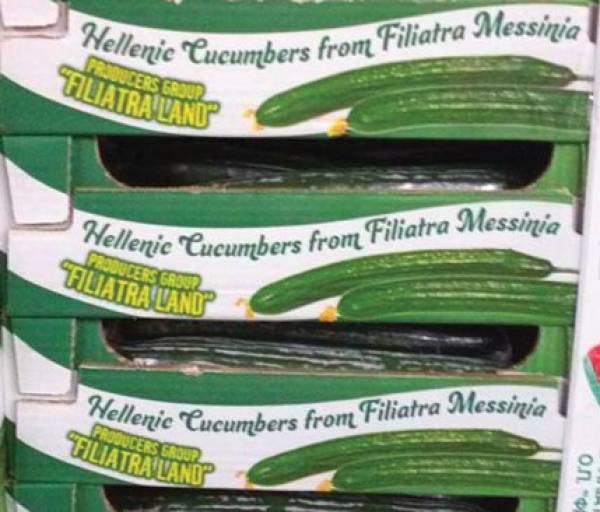 Hellenic Cucumbers from Filiatra Messinia
PRODUCERS GROUP
"FILIATRA LAND"
Hellenic Cucumbers from Filiatra Messinia
PRODUCERS GROUP
"FILIATRA LAND"
Hellenic Cucumbers from Filiatra Messinia
PRODUCERS GROUP
"FILIATRA LAND"